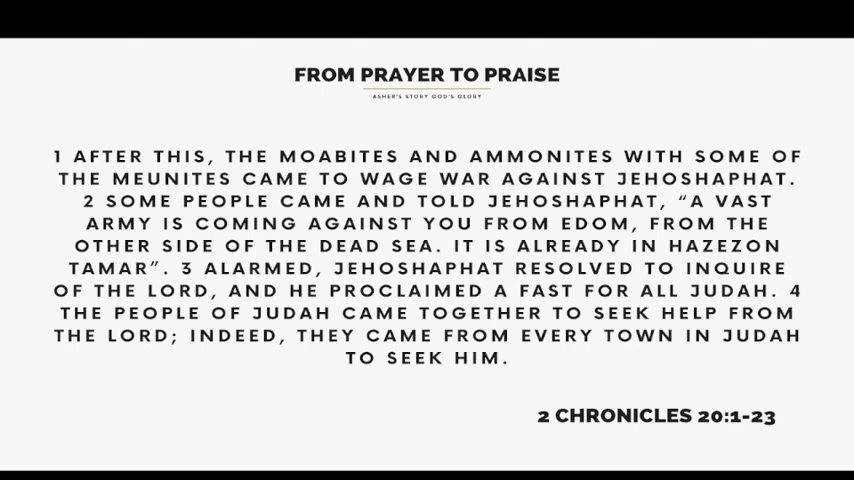 FROM PRAYER TO PRAISE
ASHER'S STORY GOD'S GLORY
1 AFTER THIS, THE MOABITES AND AMMONITES WITH SOME OF
THE MEUNITES CAME TO WAGE WAR AGAINST JEHOSHAPHAT.
2 SOME PEOPLE CAME AND TOLD JEHOSHAPHAT, “A VAST
ARMY IS COMING AGAINST YOU FROM EDOM, FROM THE
OTHER SIDE OF THE DEAD SEA. IT IS ALREADY IN HAZEZON
TAMAR”. 3 ALARMED, JEHOSHAPHAT RESOLVED TO INQUIRE
OF THE LORD, AND HE PROCLAIMED A FAST FOR ALL JUDAH. 4
THE PEOPLE OF JUDAH CAME TOGETHER TO SEEK HELP FROM
THE LORD; INDEED, THEY CAME FROM EVERY TOWN IN JUDAH
TO SEEK HIM.
2 CHRONICLES 20:1-23